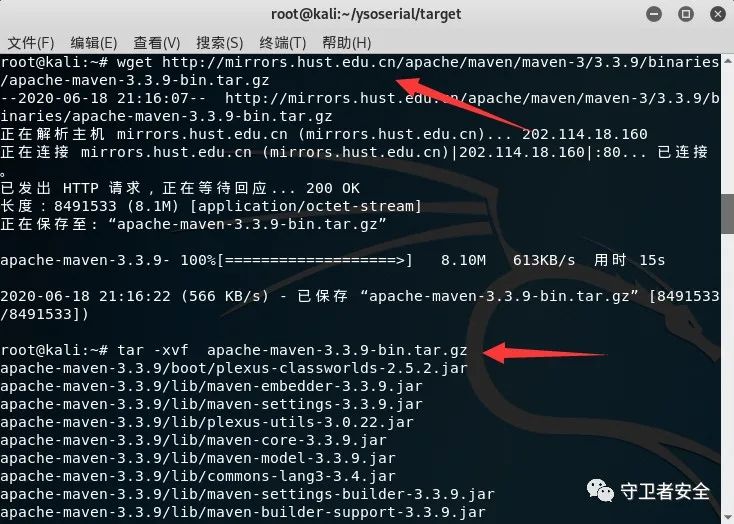 root@kali:~/ysoserial/target
文件(F) 编辑(E) 查看(V) 搜索(S) 终端(T) 帮助(H)
root@kali:~# wget http://mirrors.hust.edu.cn/apache/maven/maven-3/3.3.9/binaries
/apache-maven-3.3.9-bin.tar.gz
--2020-06-18 21:16:07--  http://mirrors.hust.edu.cn/apache/maven/maven-3/3.3.9/b
inaries/apache-maven-3.3.9-bin.tar.gz
正在解析主机 mirrors.hust.edu.cn (mirrors.hust.edu.cn)... 202.114.18.160
正在连接 mirrors.hust.edu.cn (mirrors.hust.edu.cn)|202.114.18.160|:80... 已连接
。
已发出 HTTP 请求，正在等待回应... 200 OK
长度：8491533 (8.1M) [application/octet-stream]
正在保存至: “apache-maven-3.3.9-bin.tar.gz”
apache-maven-3.3.9- 100%[===================>]   8.10M   613KB/s  用时 15s
2020-06-18 21:16:22 (566 KB/s) - 已保存 “apache-maven-3.3.9-bin.tar.gz” [8491533
/8491533])
root@kali:~# tar -xvf  apache-maven-3.3.9-bin.tar.gz
apache-maven-3.3.9/boot/plexus-classworlds-2.5.2.jar
apache-maven-3.3.9/lib/maven-embedder-3.3.9.jar
apache-maven-3.3.9/lib/maven-settings-3.3.9.jar
apache-maven-3.3.9/lib/plexus-utils-3.0.22.jar
apache-maven-3.3.9/lib/maven-core-3.3.9.jar
apache-maven-3.3.9/lib/maven-model-3.3.9.jar
apache-maven-3.3.9/lib/commons-lang3-3.4.jar
apache-maven-3.3.9/lib/maven-settings-builder-3.3.9.jar
apache-maven-3.3.9/lib/maven-builder-support-3.3.9.jar
守卫者安全